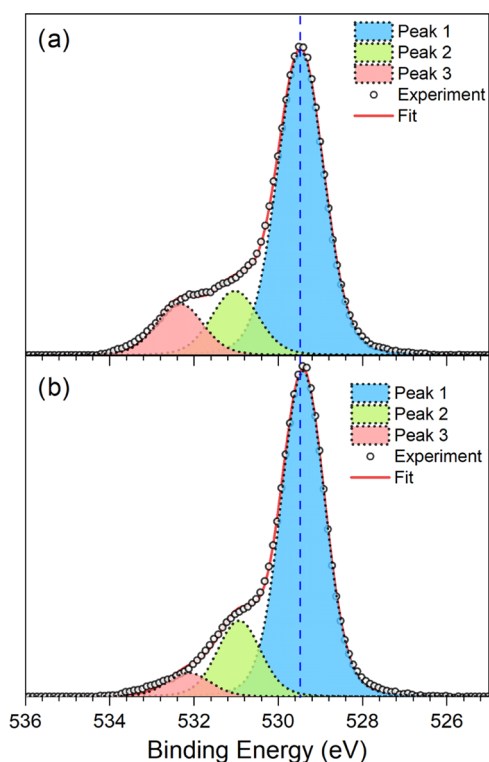 (a)
Peak 1
Peak 2
Peak 3
Experiment
Fit
(b)
Peak 1
Peak 2
Peak 3
Experiment
Fit
536 534 532 530 528 526
Binding Energy (eV)